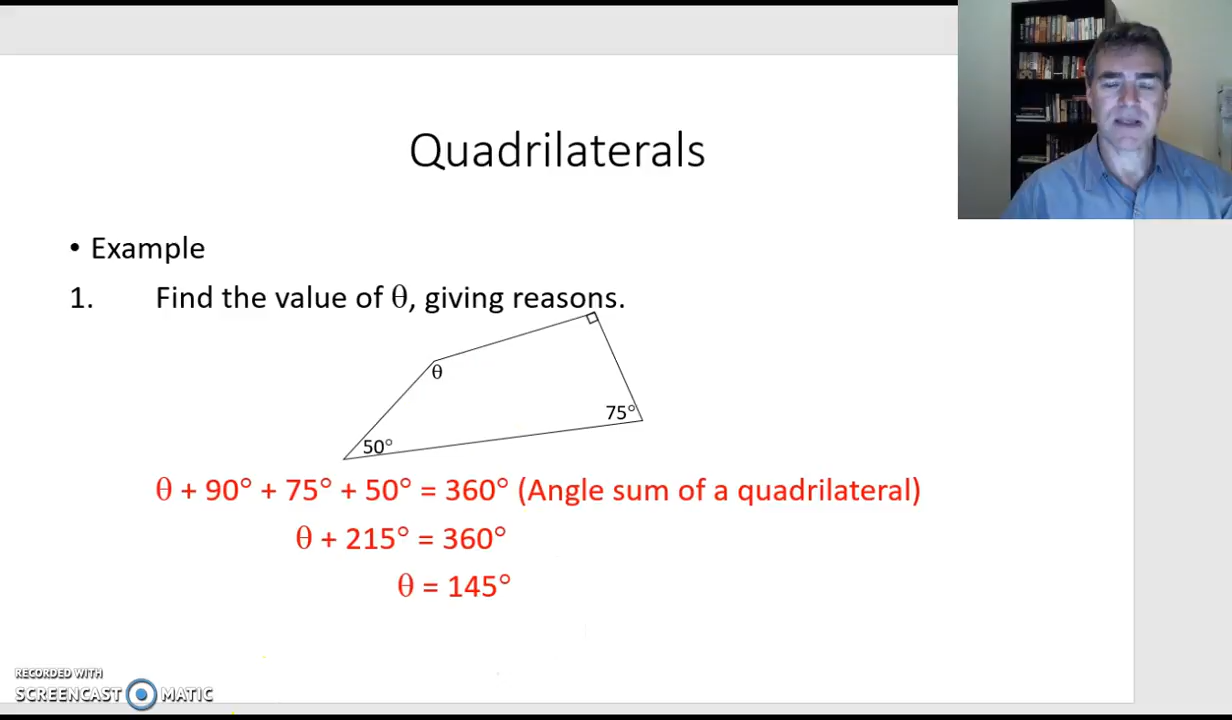 Quadrilaterals
• Example
1. Find the value of θ, giving reasons.
θ
75°
50°
θ + 90° + 75° + 50° = 360° (Angle sum of a quadrilateral)
θ + 215° = 360°
θ = 145°
RECORDED WITH
SCREENCAST MATIC